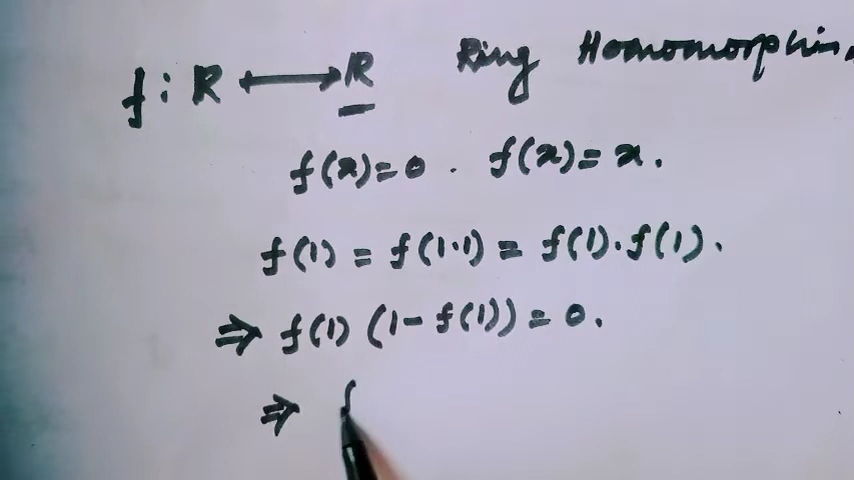 f : R ⟷ R Ring Homomorphism
f(x)=0. f(x)=x.
f(1) = f(1·1) = f(1)·f(1).
⇒ f(1) (1-f(1)) = 0.
⇒ f